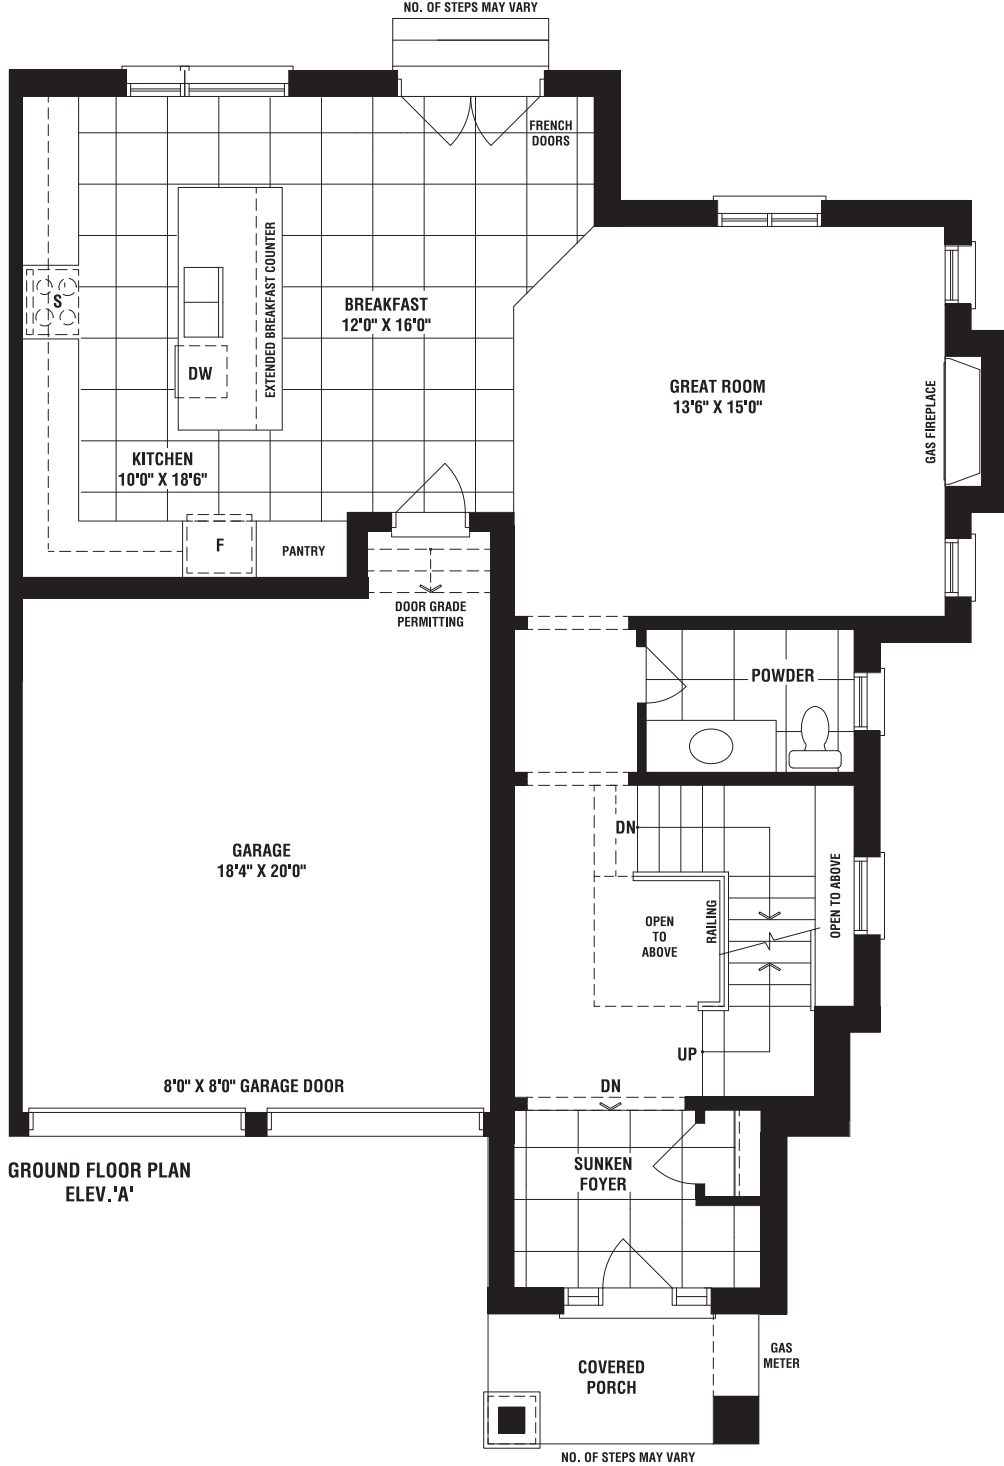 NO. OF STEPS MAY VARY
FRENCH
DOORS
EXTENDED BREAKFAST COUNTER
S
BREAKFAST
12'0" X 16'0"
DW
GREAT ROOM
13'6" X 15'0"
GAS FIREPLACE
KITCHEN
10'0" X 18'6"
F
PANTRY
DOOR GRADE
PERMITTING
POWDER
DN
GARAGE
18'4" X 20'0"
OPEN
TO
ABOVE
RAILING
OPEN TO ABOVE
UP
DN
8'0" X 8'0" GARAGE DOOR
GROUND FLOOR PLAN
ELEV.'A'
SUNKEN
FOYER
GAS
METER
COVERED
PORCH
NO. OF STEPS MAY VARY